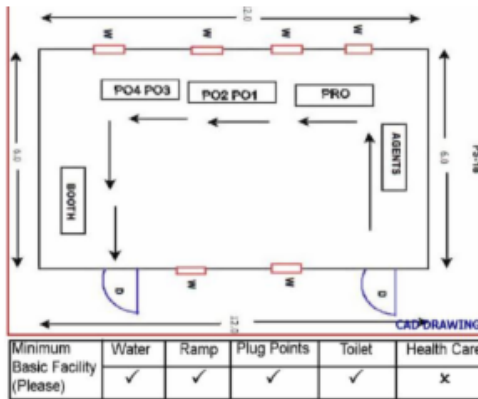 12.0
W W W W
PO4 PO3 PO2 PO1 PRO
6.0 BOOTH AGENTS 6.0
D W W D
12.0
CAD DRAWING
Minimum Basic Facility (Please) Water Ramp Plug Points Toilet Health Care
✓ ✓ ✓ ✓ x